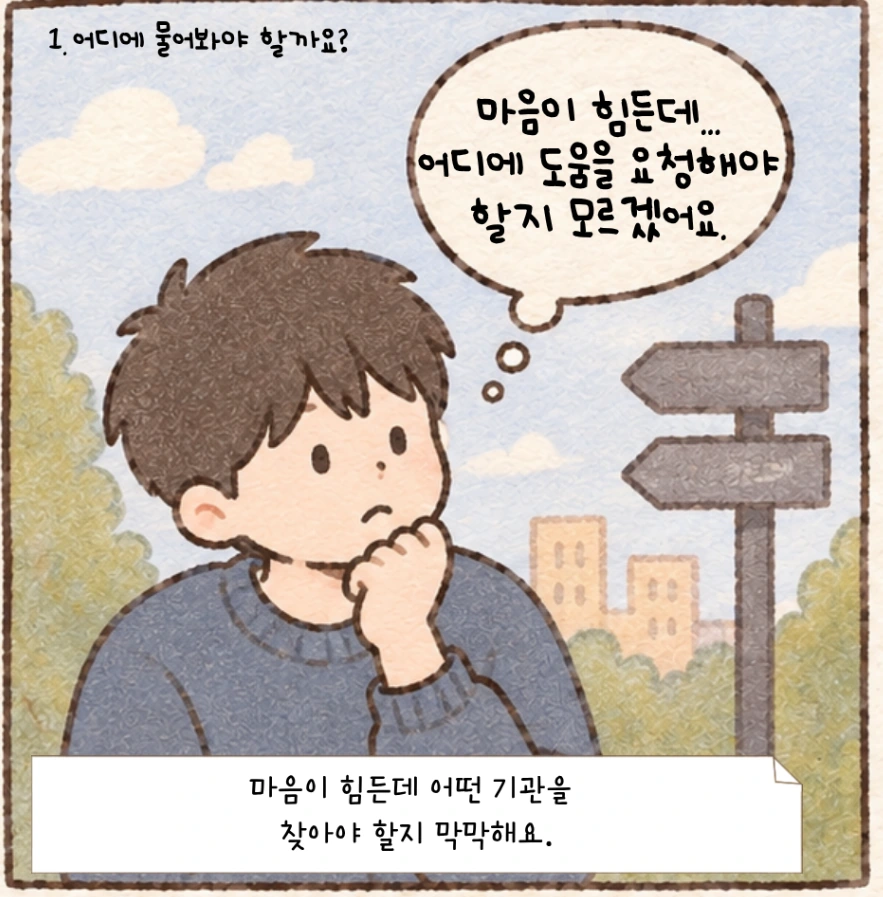 1. 어디에 물어봐야 할까요?
마음이 힘든데...
어디에 도움을 요청해야
할지 모르겠어요.
마음이 힘든데 어떤 기관을
찾아야 할지 막막해요.